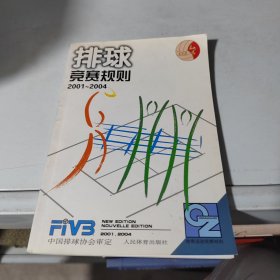 排球
竞赛规则
2001~2004
FIVB
NEW EDITION
NOUVELLE EDITION
2001.2004
中国排球协会审定
人民体育出版社
GZ